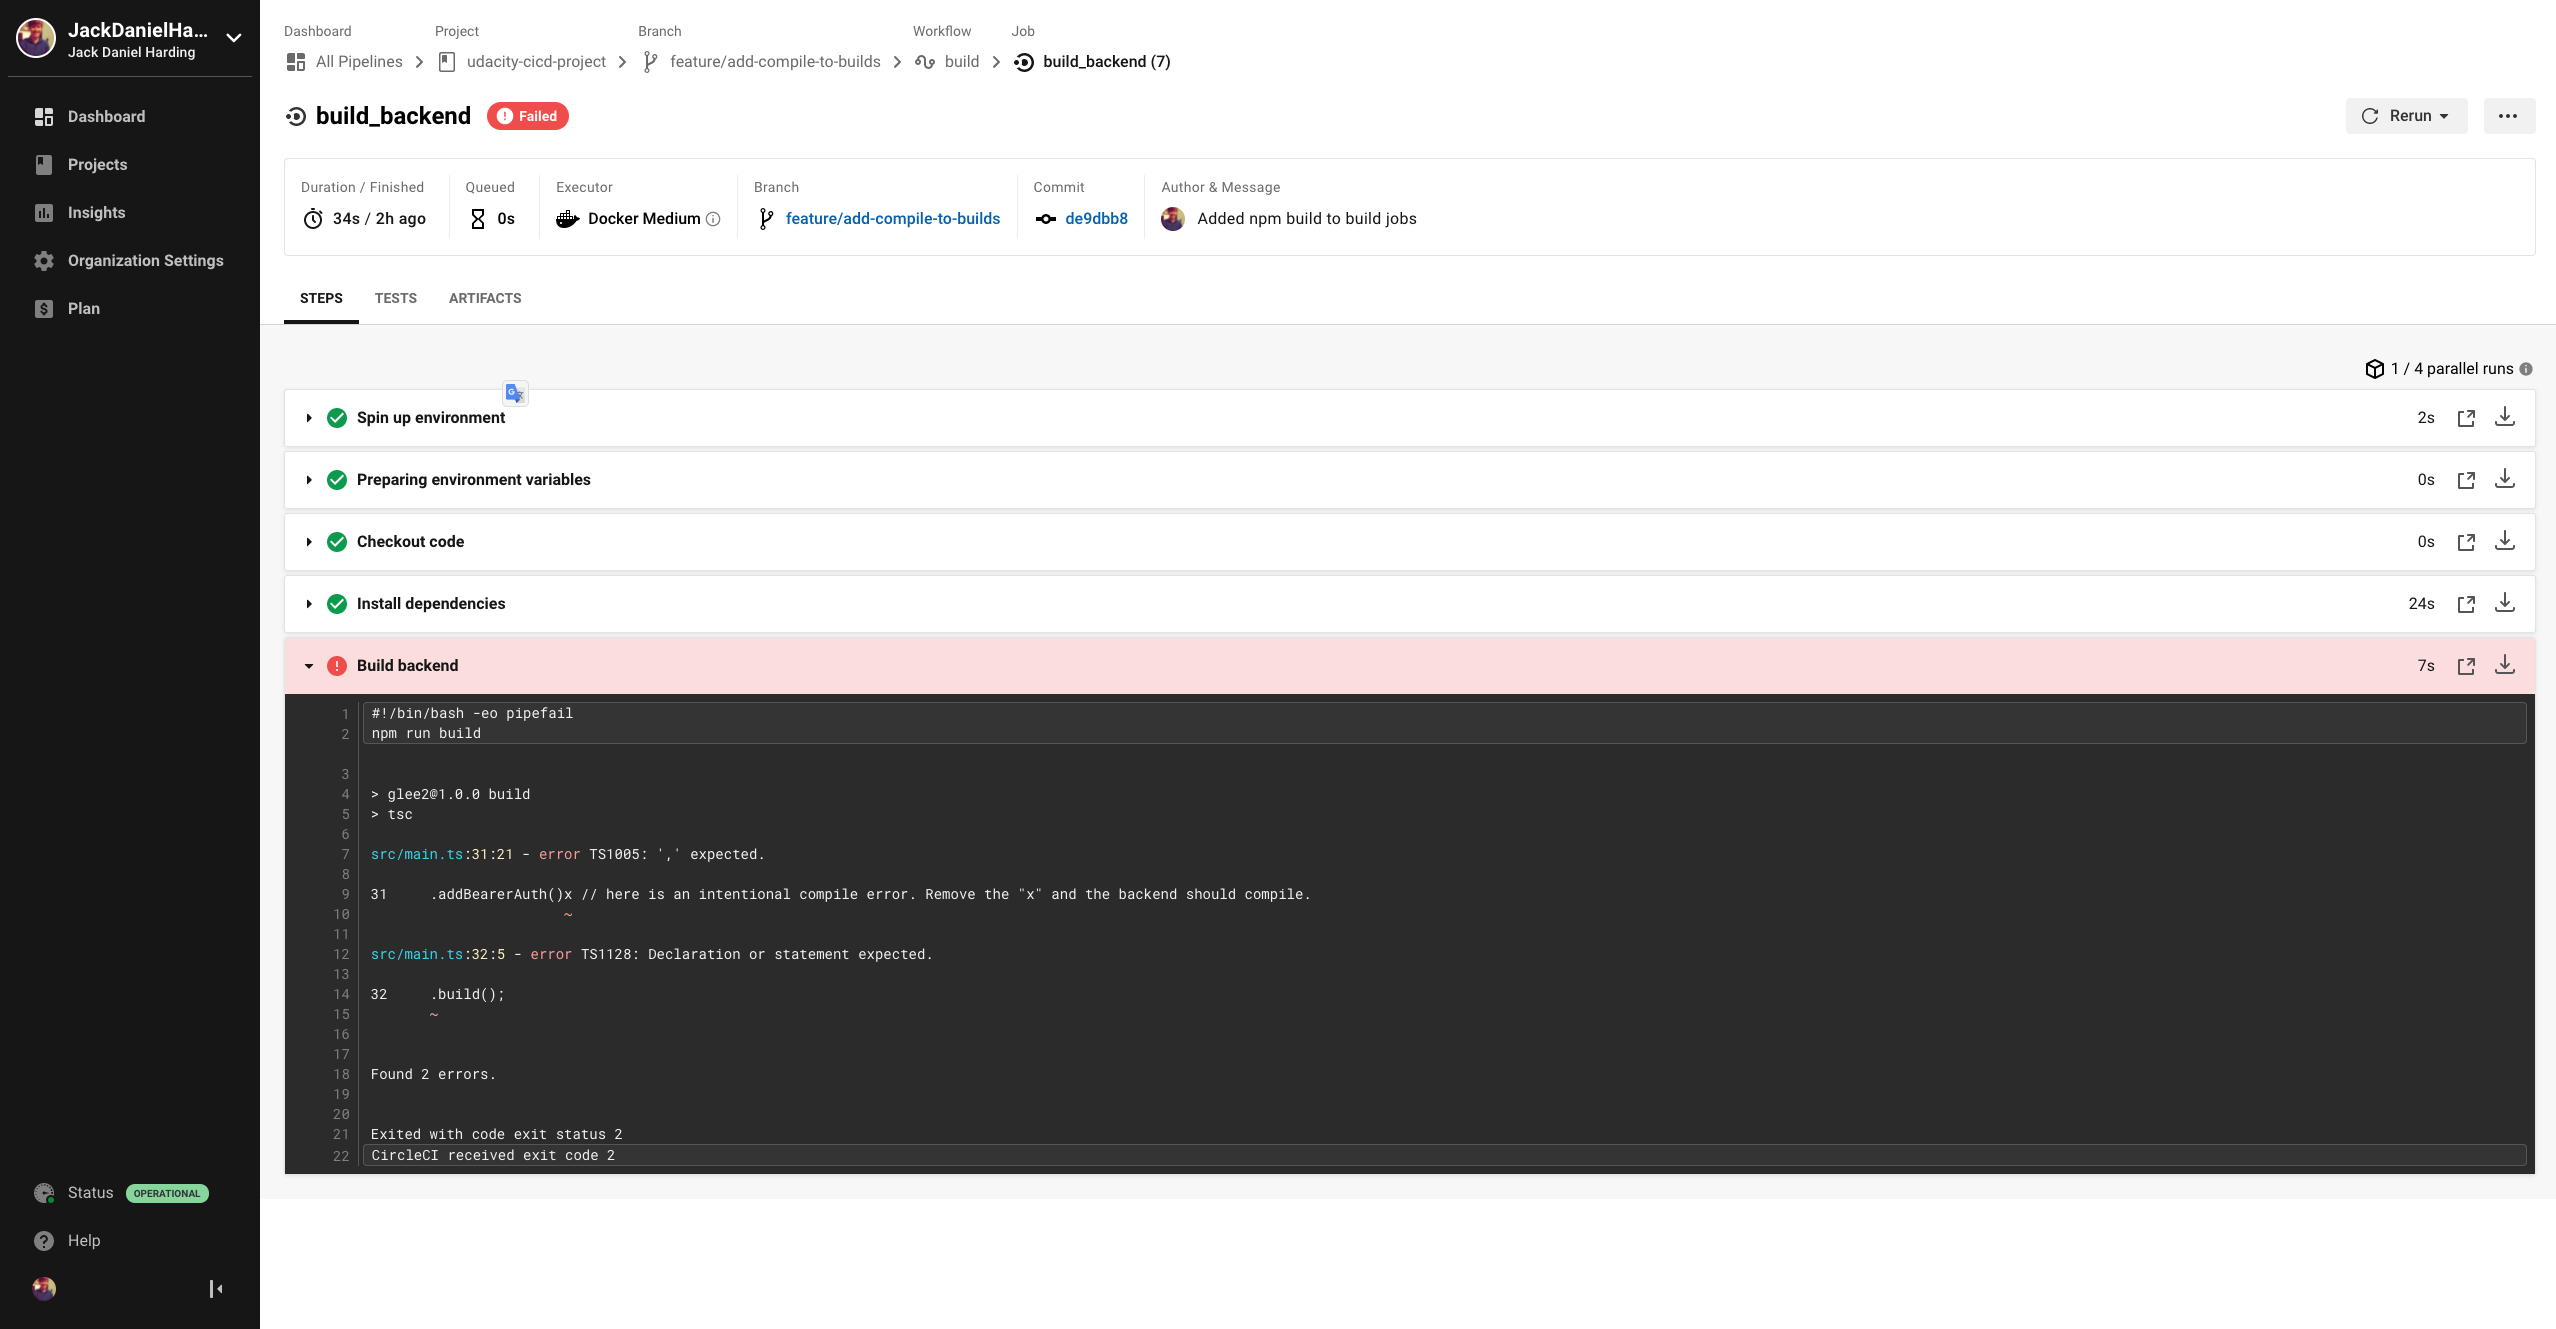 JackDanielHa...
Jack Daniel Harding
Dashboard
Projects
Insights
Organization Settings
Plan
Status OPERATIONAL
Help
Dashboard Project Branch Workflow Job
All Pipelines udacity-cicd-project feature/add-compile-to-builds build build_backend (7)
build_backend Failed
Rerun
Duration / Finished Queued Executor Branch Commit Author & Message
34s / 2h ago 0s Docker Medium feature/add-compile-to-builds de9dbb8 Added npm build to build jobs
STEPS TESTS ARTIFACTS
1 / 4 parallel runs
Spin up environment 2s
Preparing environment variables 0s
Checkout code 0s
Install dependencies 24s
Build backend 7s
1 #!/bin/bash -eo pipefail
2 npm run build
3
4 > glee2@1.0.0 build
5 > tsc
6
7 src/main.ts:31:21 - error TS1005: ',' expected.
8
9 31     .addBearerAuth()x // here is an intentional compile error. Remove the "x" and the backend should compile.
10                        ~
11
12 src/main.ts:32:5 - error TS1128: Declaration or statement expected.
13
14 32     .build();
15        ~
16
17
18 Found 2 errors.
19
20
21 Exited with code exit status 2
22 CircleCI received exit code 2